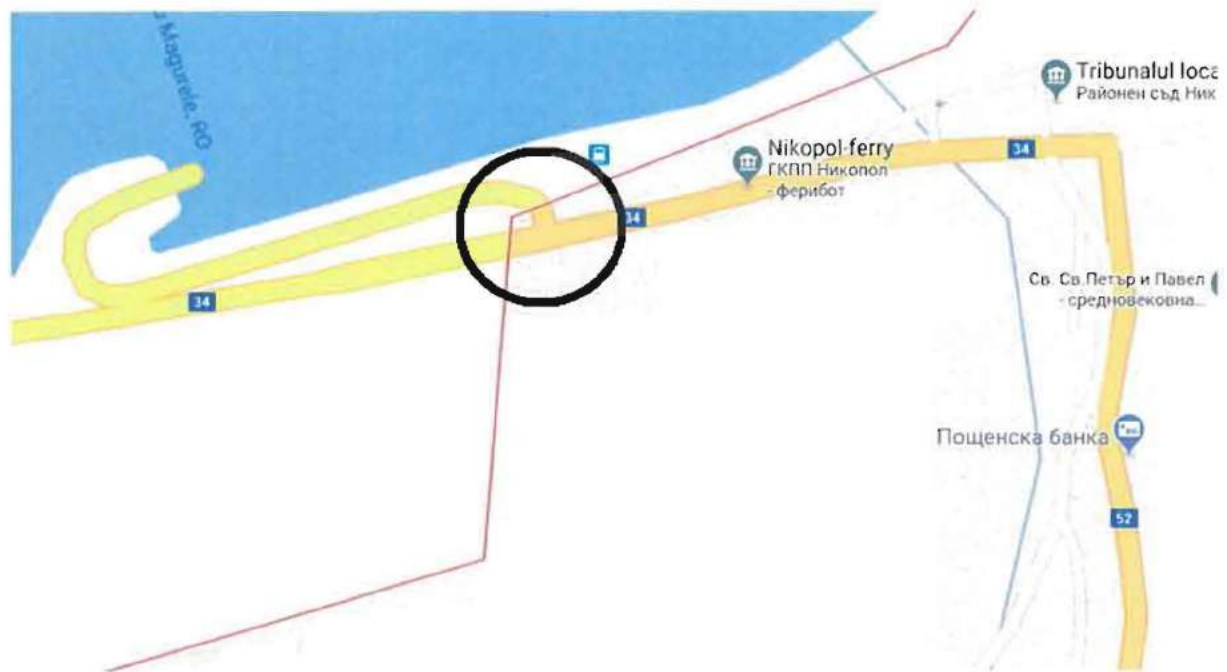 Magurele, RO
Tribunalul loca
Районен съд Ник
34
Nikopol-ferry
ГКПП Никопол
- ферибот
34
34
Св. Св.Петър и Павел
- средновековна...
Пощенска банка
52